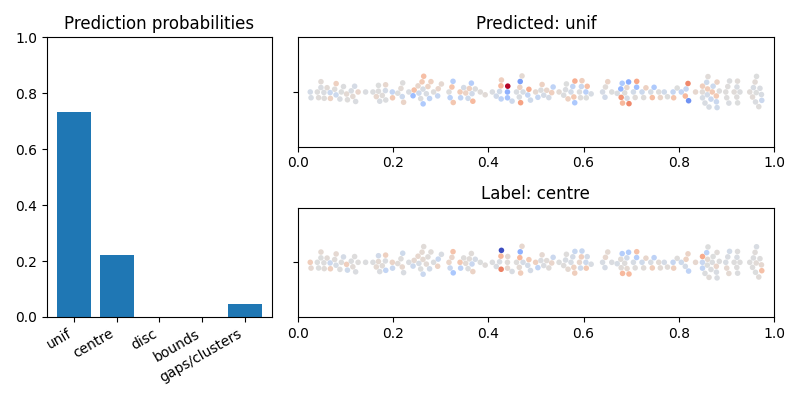 Prediction probabilities
1.0
0.8
0.6
0.4
0.2
0.0
unif
centre
disc
bounds
gaps/clusters
Predicted: unif
0.0 0.2 0.4 0.6 0.8 1.0
Label: centre
0.0 0.2 0.4 0.6 0.8 1.0